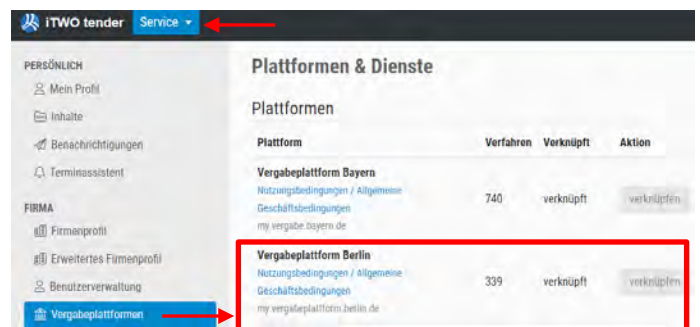 iTWO tender Service
PERSÖNLICH
Mein Profil
Inhalte
Benachrichtigungen
Terminassistent
FIRMA
Firmenprofil
Erweitertes Firmenprofil
Benutzerverwaltung
Vergabeplattformen
Plattformen & Dienste
Plattformen
Plattform Verfahren Verknüpft Aktion
Vergabeplattform Bayern
Nutzungsbedingungen / Allgemeine
Geschäftsbedingungen
my.vergabe.bayern.de
740 verknüpft verknüpfen
Vergabeplattform Berlin
Nutzungsbedingungen / Allgemeine
Geschäftsbedingungen
my.vergabeplattform.berlin.de
339 verknüpft verknüpfen